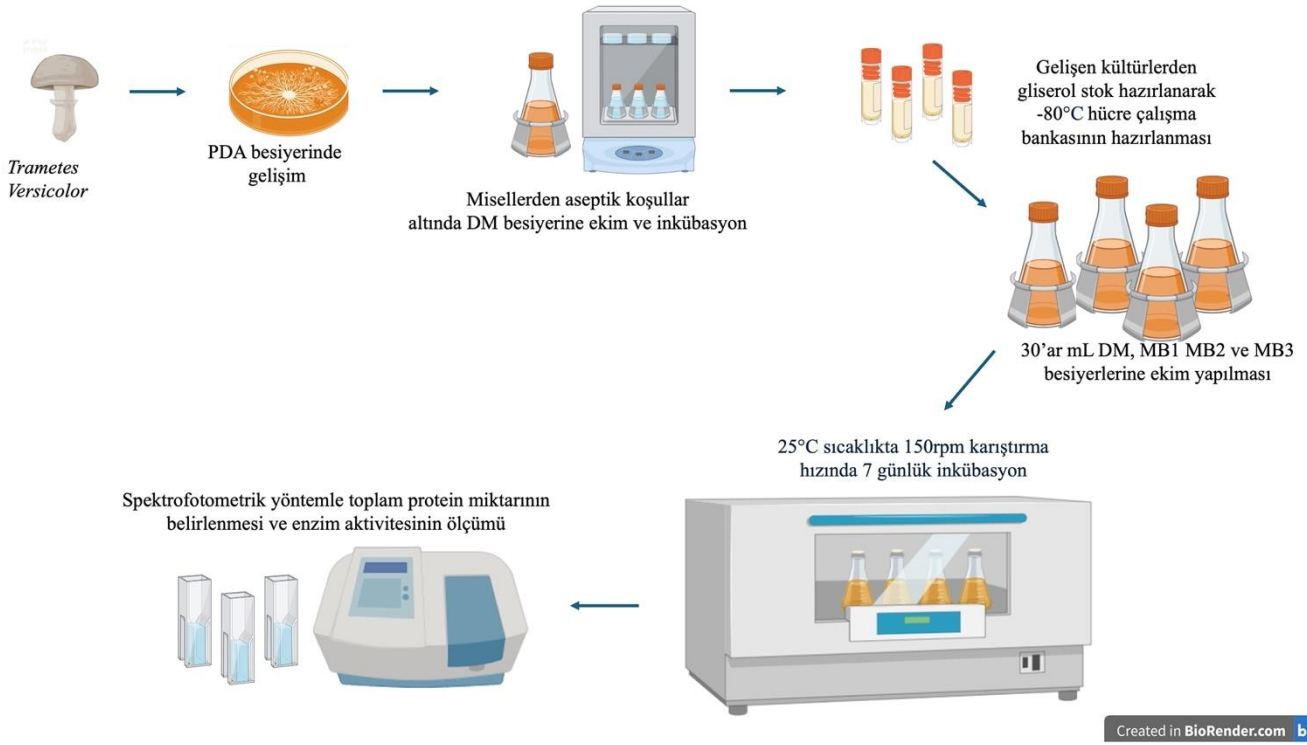 Trametes
Versicolor
PDA besiyerinde
gelişim
Misellerden aseptik koşullar
altında DM besiyerine ekim ve inkübasyon
Gelişen kültürlerden
gliserol stok hazırlanarak
-80°C hücre çalışma
bankasının hazırlanması
30’ar mL DM, MB1 MB2 ve MB3
besiyerlerine ekim yapılması
25°C sıcaklıkta 150rpm karıştırma
hızında 7 günlük inkübasyon
Spektrofotometrik yöntemle toplam protein miktarının
belirlenmesi ve enzim aktivitesinin ölçümü
Created in BioRender.com b